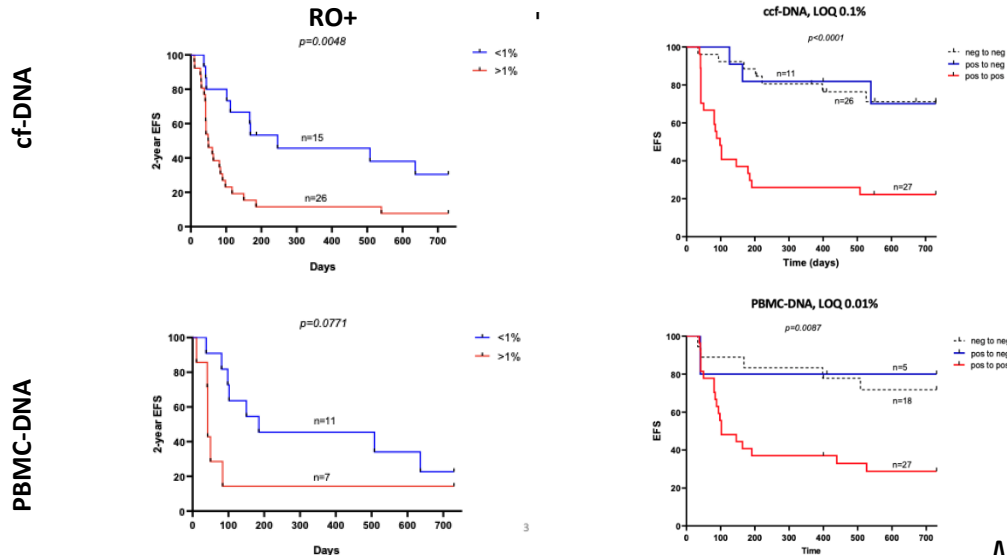 RO+
cf-DNA
p=0.0048
<1%
>1%
2-year EFS
100
80
60
40
20
0
n=15
n=26
0 100 200 300 400 500 600 700
Days
ccf-DNA, LOQ 0.1%
p<0.0001
neg to neg
pos to neg
pos to pos
EFS
100
80
60
40
20
0
n=11
n=26
n=27
0 100 200 300 400 500 600 700
Time (days)
PBMC-DNA
p=0.0771
<1%
>1%
2-year EFS
100
80
60
40
20
0
n=11
n=7
0 100 200 300 400 500 600 700
Days
3
PBMC-DNA, LOQ 0.01%
p=0.0087
neg to neg
pos to neg
pos to pos
EFS
100
80
60
40
20
0
n=5
n=18
n=27
0 100 200 300 400 500 600 700
Time